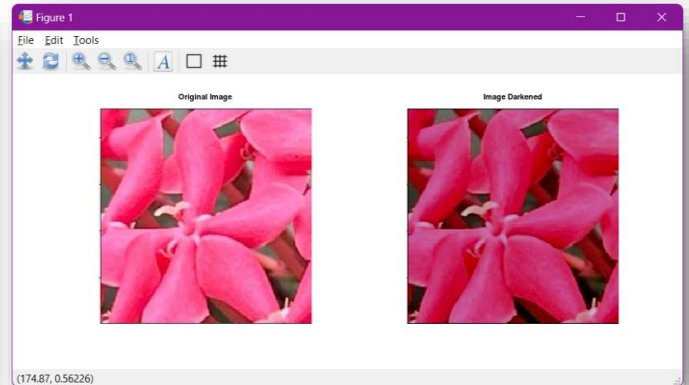 Figure 1
File Edit Tools
A
Original Image
Image Darkened
(174.87, 0.56226)